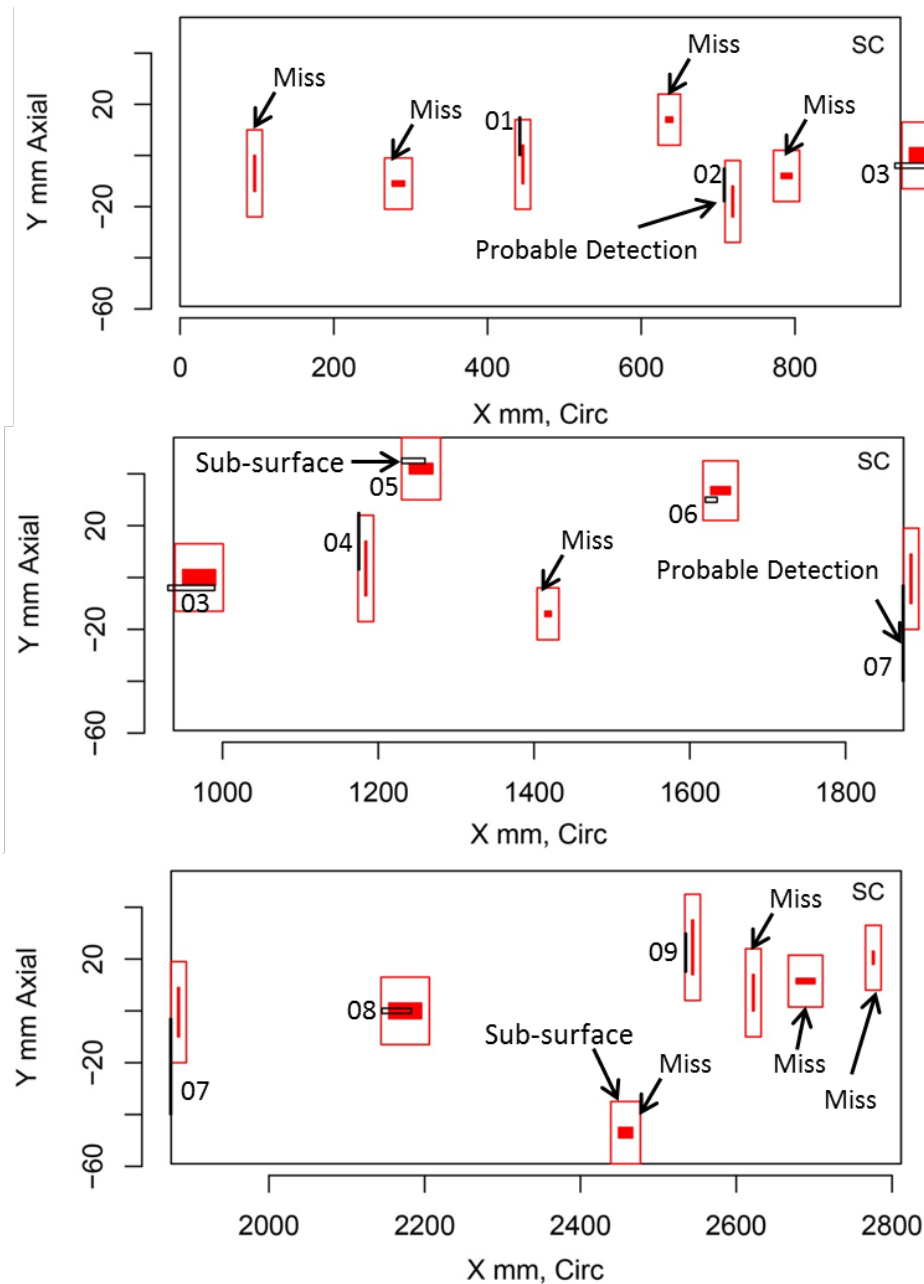 SC
Miss
Miss
Miss
Miss
01
02
03
Probable Detection
Y mm Axial
20
−20
−60
0
200
400
600
800
X mm, Circ
SC
Sub-surface
05
04
06
Miss
Probable Detection
03
07
Y mm Axial
20
−20
−60
1000
1200
1400
1600
1800
X mm, Circ
SC
Miss
09
08
Sub-surface
Miss
Miss
Miss
07
Y mm Axial
20
−20
−60
2000
2200
2400
2600
2800
X mm, Circ